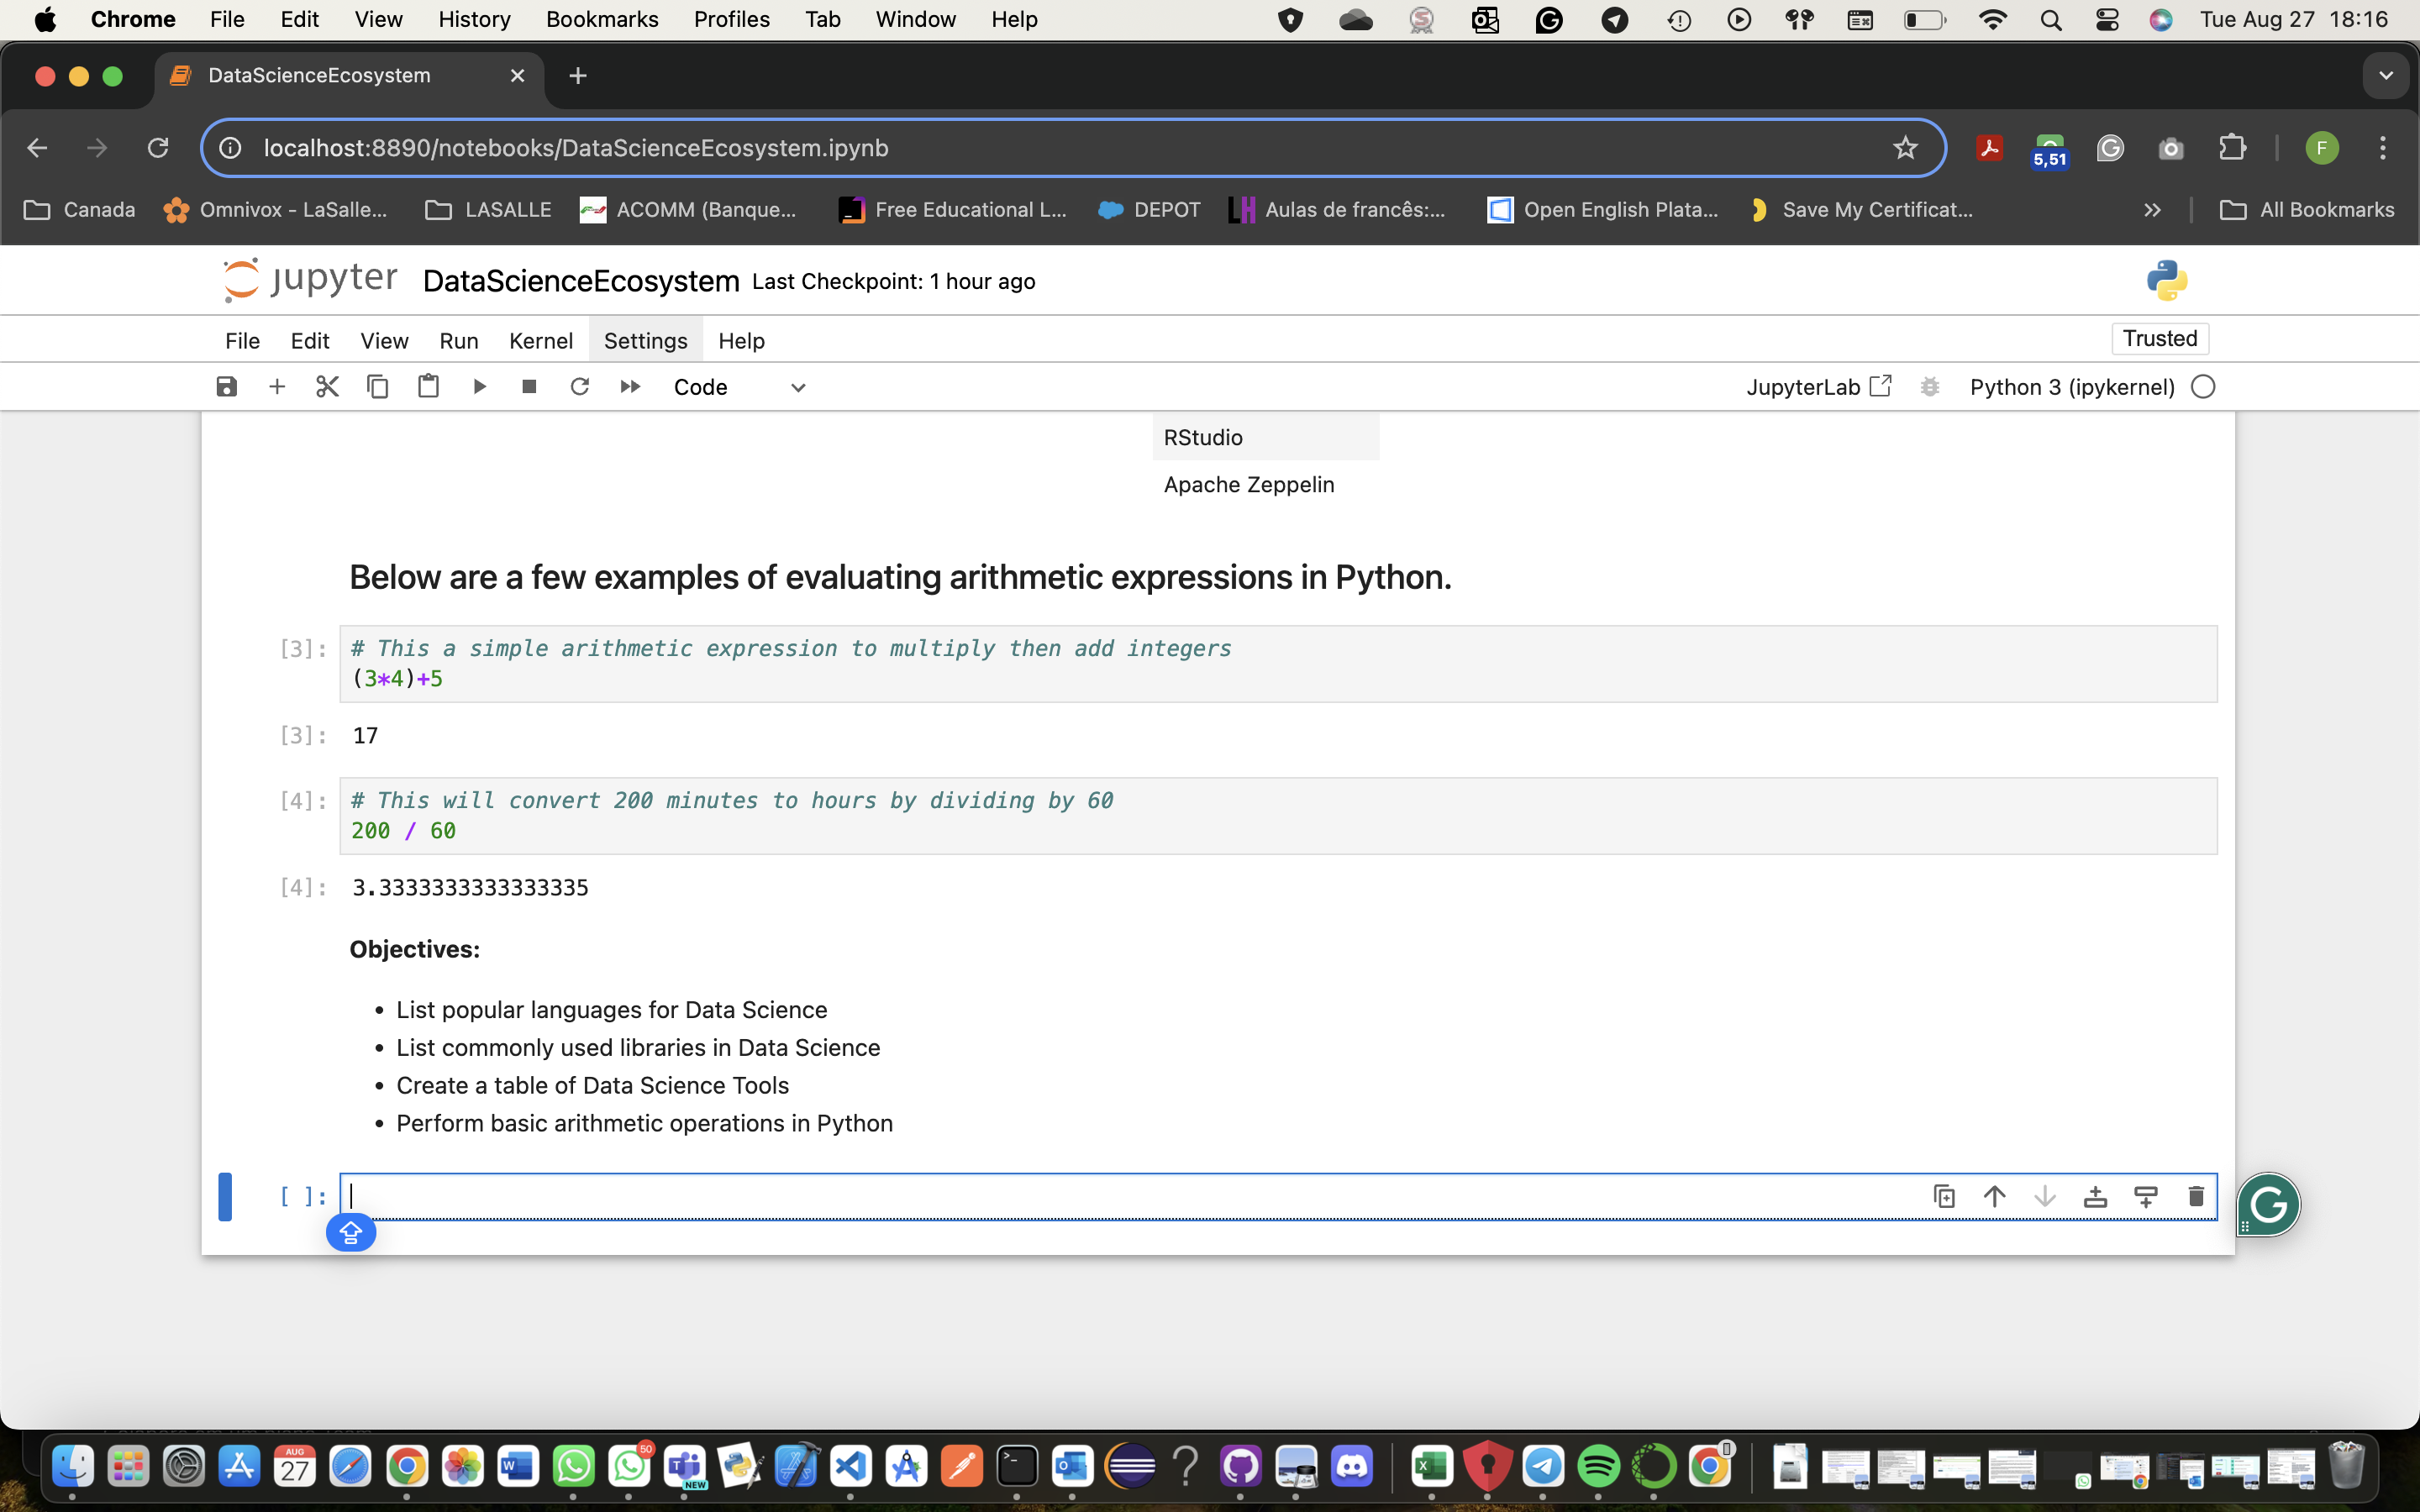 Chrome File Edit View History Bookmarks Profiles Tab Window Help Tue Aug 27 18:16
DataScienceEcosystem
localhost:8890/notebooks/DataScienceEcosystem.ipynb
5,51
F
Canada Omnivox - LaSalle... LASALLE ACOMM (Banque... Free Educational L... DEPOT Aulas de francês:... Open English Plata... Save My Certificat... All Bookmarks
jupyter DataScienceEcosystem Last Checkpoint: 1 hour ago
File Edit View Run Kernel Settings Help Trusted
Code JupyterLab Python 3 (ipykernel)
RStudio
Apache Zeppelin
Below are a few examples of evaluating arithmetic expressions in Python.
[3]: # This a simple arithmetic expression to multiply then add integers
(3*4)+5
[3]: 17
[4]: # This will convert 200 minutes to hours by dividing by 60
200 / 60
[4]: 3.3333333333333335
Objectives:
• List popular languages for Data Science
• List commonly used libraries in Data Science
• Create a table of Data Science Tools
• Perform basic arithmetic operations in Python
[ ]:
AUG
27
50
NEW